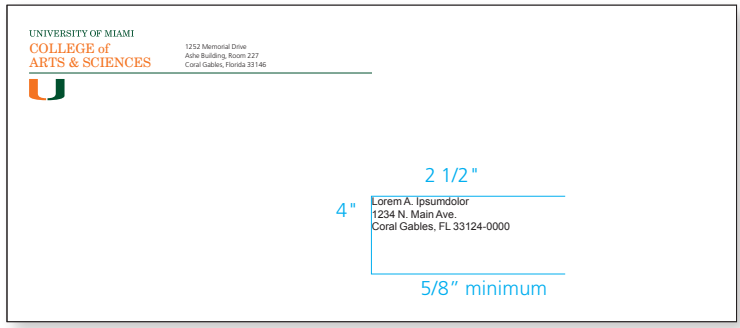 UNIVERSITY OF MIAMI
COLLEGE of
ARTS & SCIENCES
1252 Memorial Drive
Ashe Building, Room 227
Coral Gables, Florida 33146
U
2 1/2"
4"
Lorem A. Ipsumdolor
1234 N. Main Ave.
Coral Gables, FL 33124-0000
5/8” minimum